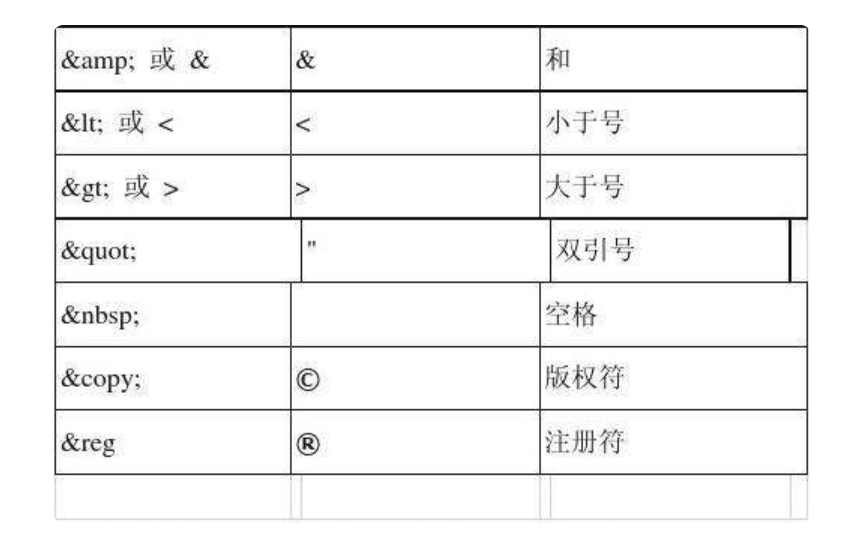 &amp; 或 & & 和
&lt; 或 < < 小于号
&gt; 或 > > 大于号
&quot; " 双引号
&nbsp; 空格
&copy; © 版权符
&reg ® 注册符